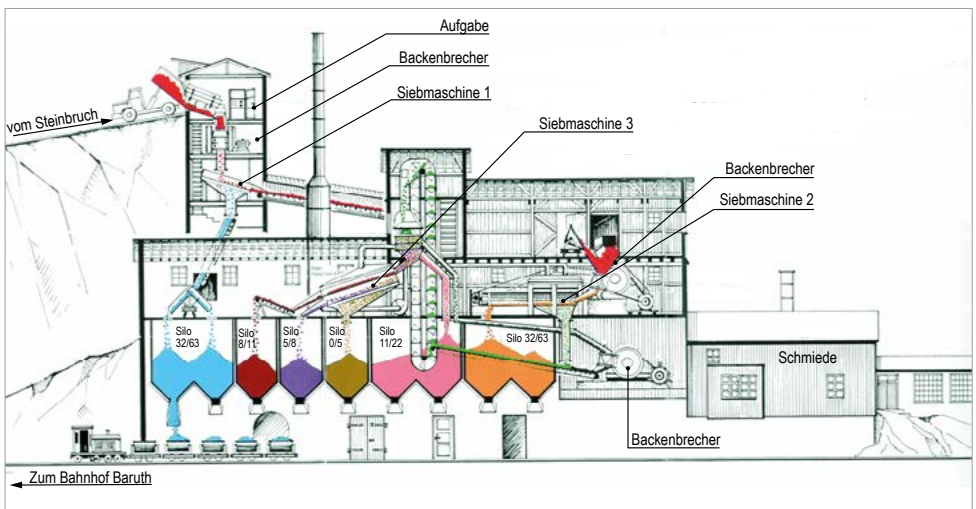 Aufgabe
Backenbrecher
Siebmaschine 1
vom Steinbruch
Siebmaschine 3
Backenbrecher
Siebmaschine 2
Silo
32/63
Silo
8/11
Silo
5/8
Silo
0/5
Silo
11/22
Silo 32/63
Schmiede
Backenbrecher
Zum Bahnhof Baruth